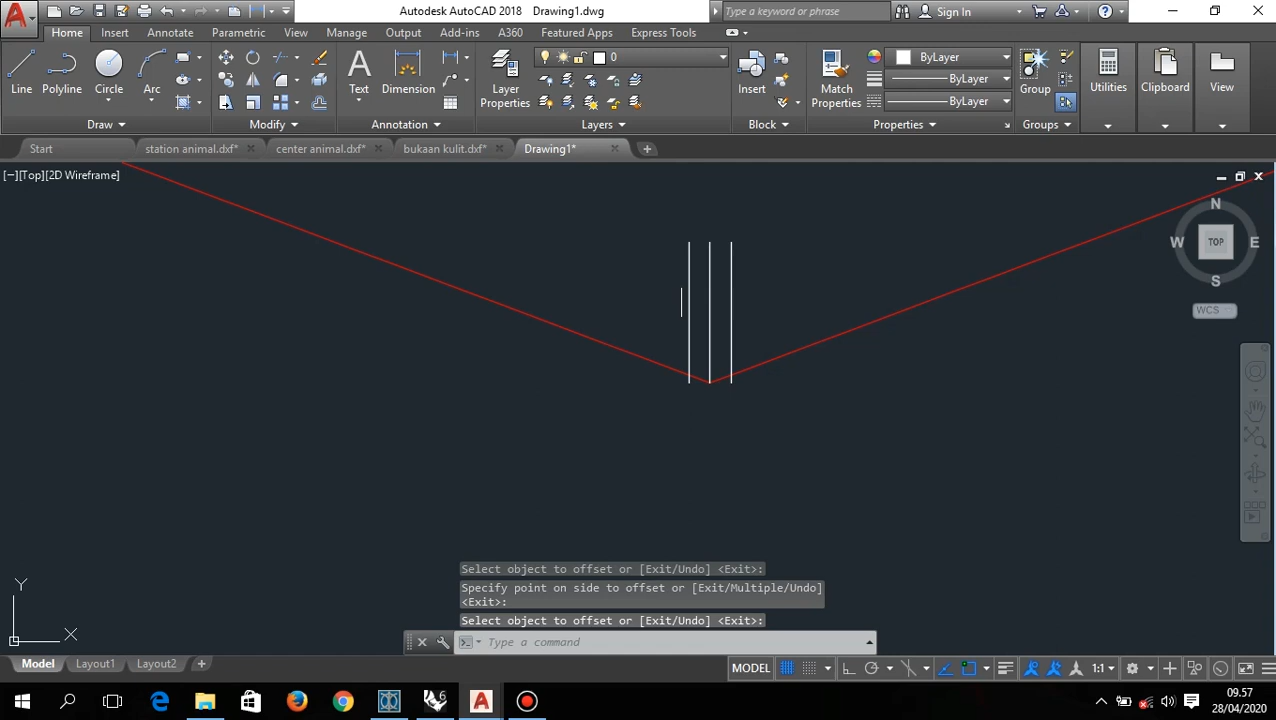 Autodesk AutoCAD 2018 Drawing1.dwg
Type a keyword or phrase
Sign In
Home Insert Annotate Parametric View Manage Output Add-ins A360 Featured Apps Express Tools
0
ByLayer
ByLayer
ByLayer
Line Polyline Circle Arc
Text Dimension
Layer
Properties
Insert
Match
Properties
Group
Utilities
Clipboard
View
Draw
Modify
Annotation
Layers
Block
Properties
Groups
Start
station animal.dxf*
center animal.dxf*
bukaan kulit.dxf*
Drawing1*
[−][Top][2D Wireframe]
N
W
TOP
E
S
WCS
Y
X
Select object to offset or [Exit/Undo] <Exit>:
Specify point on side to offset or [Exit/Multiple/Undo]
<Exit>:
Select object to offset or [Exit/Undo] <Exit>:
Type a command
Model Layout1 Layout2
MODEL
1:1
09.57
28/04/2020